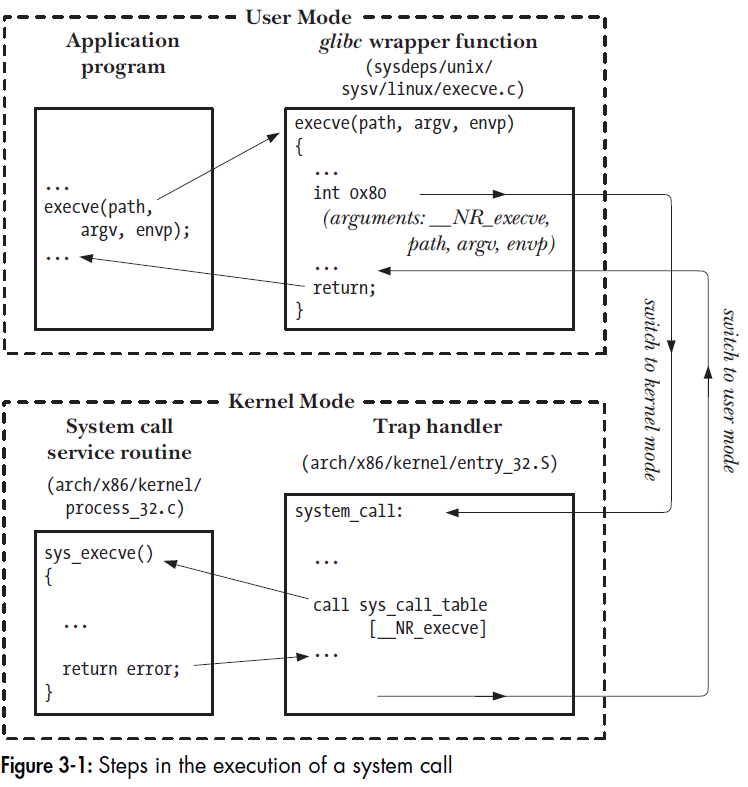 User Mode
Application
program
glibc wrapper function
(sysdeps/unix/
sysv/linux/execve.c)
...
execve(path,
argv, envp);
...
execve(path, argv, envp)
{
...
int 0x80
(arguments: __NR_execve,
path, argv, envp)
...
return;
}
switch to kernel mode
switch to user mode
Kernel Mode
System call
service routine
(arch/x86/kernel/
process_32.c)
Trap handler
(arch/x86/kernel/entry_32.S)
sys_execve()
{
...
return error;
}
system_call:
...
call sys_call_table
[__NR_execve]
...
Figure 3-1: Steps in the execution of a system call